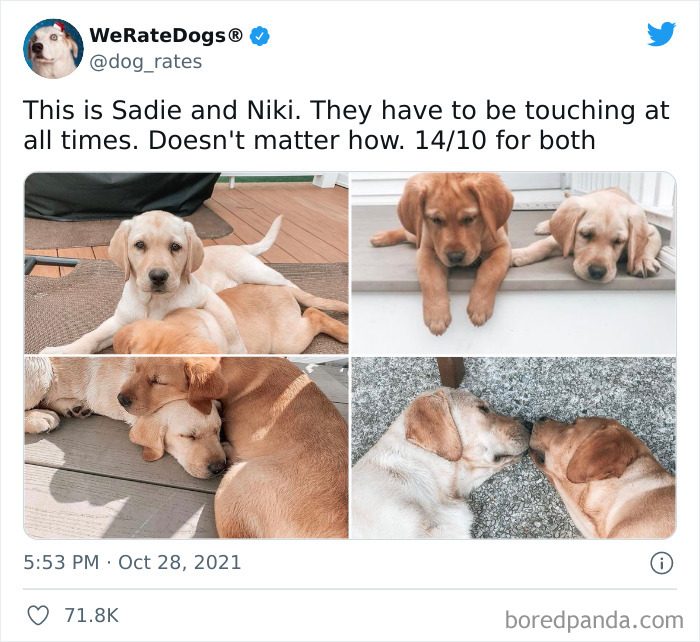 WeRateDogs®
@dog_rates
This is Sadie and Niki. They have to be touching at
all times. Doesn't matter how. 14/10 for both
5:53 PM · Oct 28, 2021
71.8K
boredpanda.com